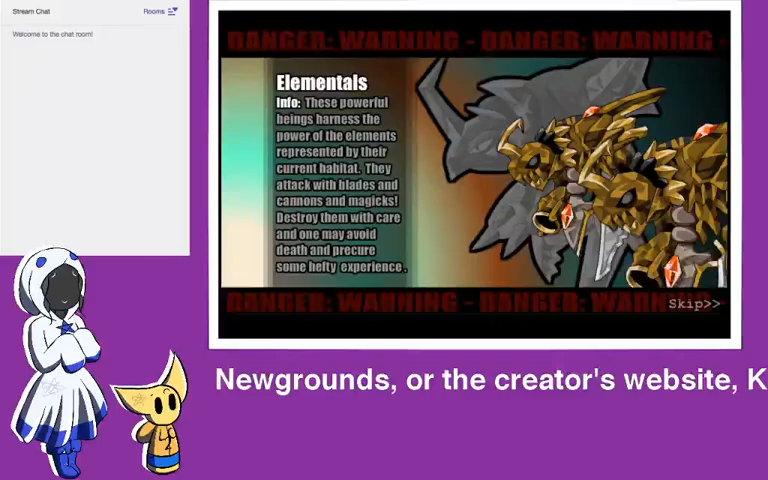 Stream Chat
Rooms
Welcome to the chat room!
DANGER: WARNING - DANGER: WARNING -
Elementals
Info: These powerful
beings harness the
power of the elements
represented by their
current habitat. They
attack with blades and
cannons and magicks!
Destroy them with care
and one may avoid
death and precure
some hefty experience.
DANGER: WARNING - DANGER: WARN
Skip>>
Newgrounds, or the creator's website, K